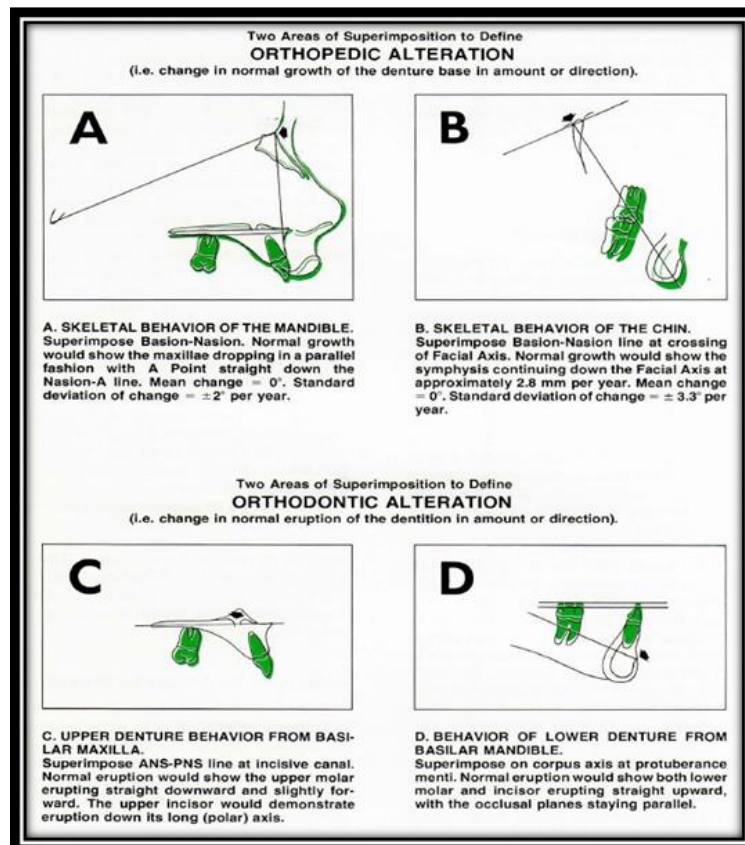 Two Areas of Superimposition to Define
ORTHOPEDIC ALTERATION
(i.e. change in normal growth of the denture base in amount or direction).
A
A. SKELETAL BEHAVIOR OF THE MANDIBLE.
Superimpose Basion-Nasion. Normal growth
would show the maxillae dropping in a parallel
fashion with A Point straight down the
Nasion-A line. Mean change = 0°. Standard
deviation of change = ±2° per year.
B
B. SKELETAL BEHAVIOR OF THE CHIN.
Superimpose Basion-Nasion line at crossing
of Facial Axis. Normal growth would show the
symphysis continuing down the Facial Axis at
approximately 2.8 mm per year. Mean change
= 0°. Standard deviation of change = ± 3.3° per
year.
Two Areas of Superimposition to Define
ORTHODONTIC ALTERATION
(i.e. change in normal eruption of the dentition in amount or direction).
C
C. UPPER DENTURE BEHAVIOR FROM BASI-
LAR MAXILLA.
Superimpose ANS-PNS line at incisive canal.
Normal eruption would show the upper molar
erupting straight downward and slightly for-
ward. The upper incisor would demonstrate
eruption down its long (polar) axis.
D
D. BEHAVIOR OF LOWER DENTURE FROM
BASILAR MANDIBLE.
Superimpose on corpus axis at protuberance
menti. Normal eruption would show both lower
molar and incisor erupting straight upward,
with the occlusal planes staying parallel.